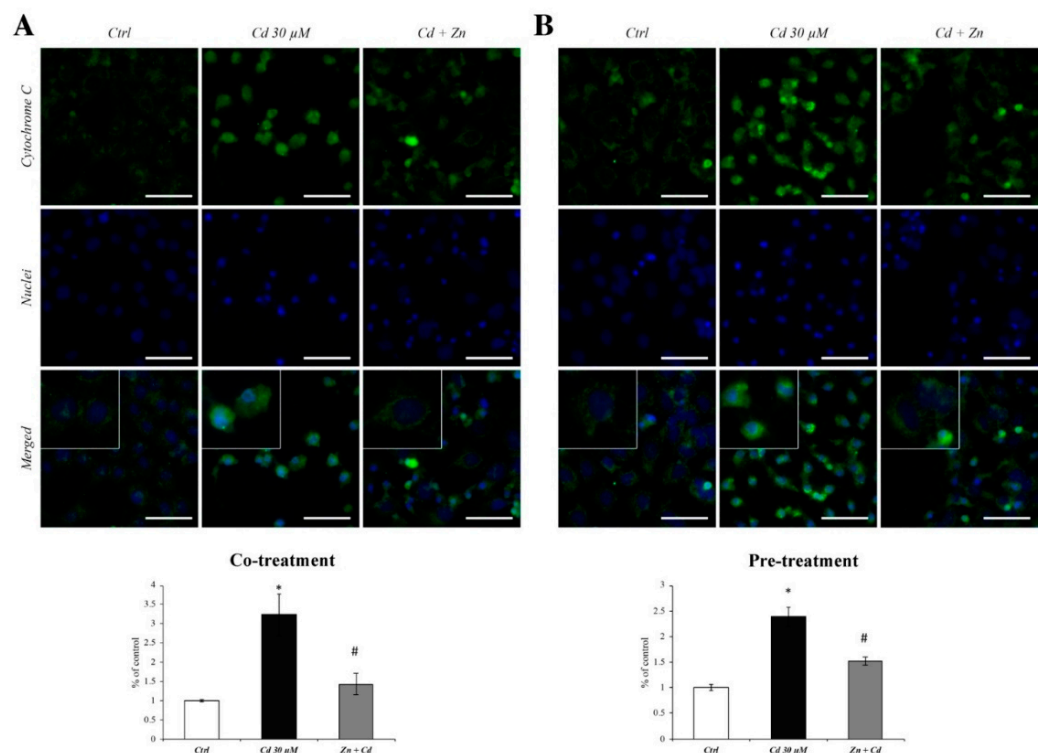 A
B
Ctrl Cd 30 µM Cd + Zn
Ctrl Cd 30 µM Cd + Zn
Cytochrome C
Nuclei
Merged
Co-treatment
% of control
4
3.5
3
2.5
2
1.5
1
0.5
0
*
#
Ctrl Cd 30 µM Zn + Cd
Pre-treatment
% of control
3
2.5
2
1.5
1
0.5
0
*
#
Ctrl Cd 30 µM Zn + Cd